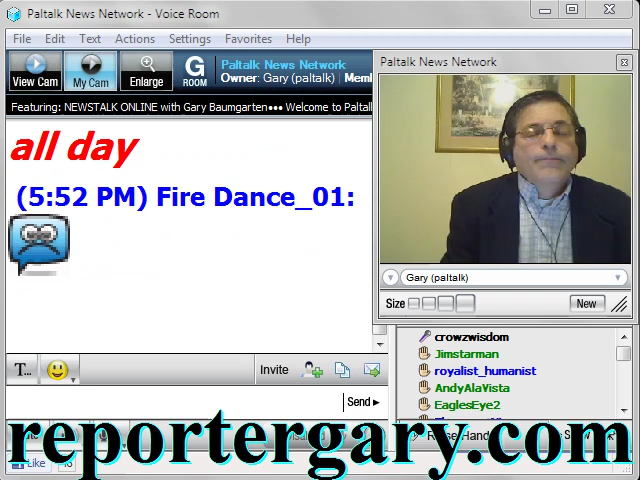 Paltalk News Network - Voice Room
File Edit Text Actions Settings Favorites Help
View Cam
My Cam
Enlarge
G
ROOM
Paltalk News Network
Owner: Gary (paltalk) | Memb
Featuring: NEWSTALK ONLINE with Gary Baumgarten••• Welcome to Paltal
all day
(5:52 PM) Fire Dance_01:
Paltalk News Network
Gary (paltalk)
Size
New
T...
Invite
Send
crowzwisdom
Jimstarman
royalist_humanist
AndyAlaVista
EaglesEye2
Like
reportergary.com